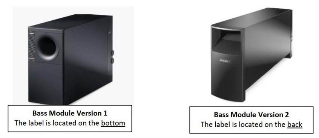 Bass Module Version 1
The label is located on the bottom
Bass Module Version 2
The label is located on the back